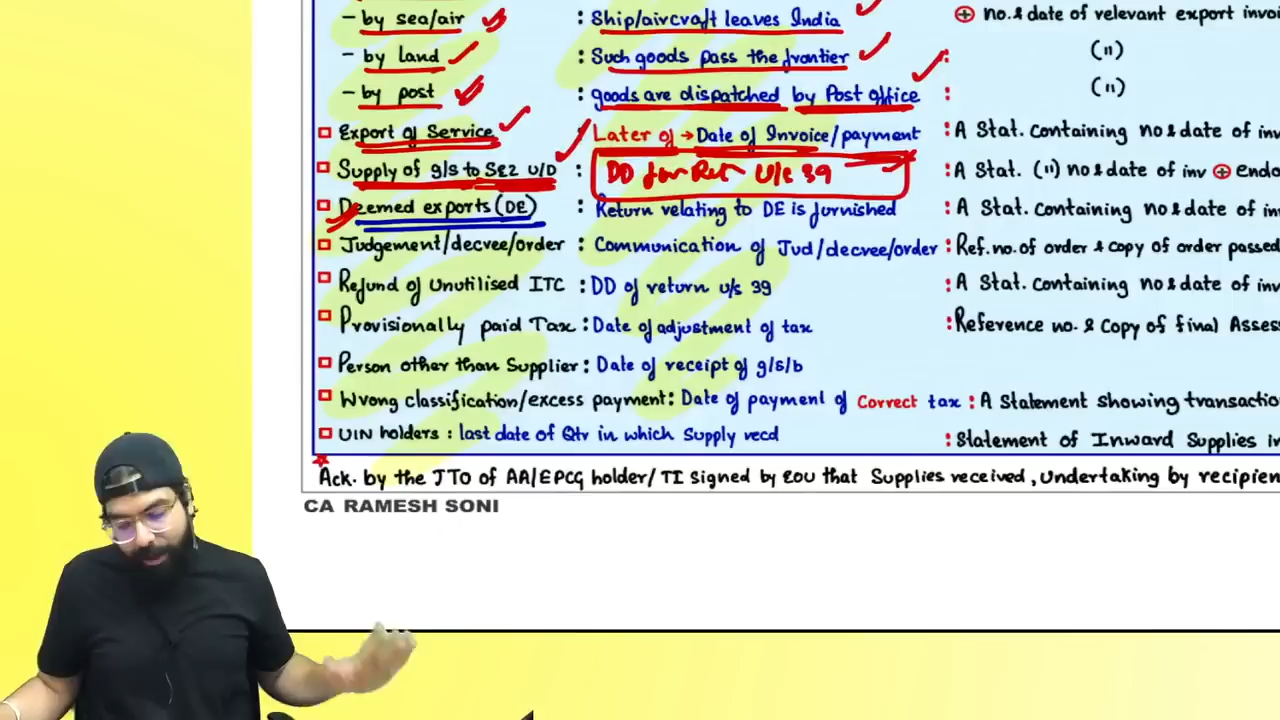 – by sea/air : Ship/aircraft leaves India ⊕ no. & date of relevant export invoi
– by land : Such goods pass the frontier : (")
– by post : goods are dispatched by Post office : (")
Export of Service : Later of → Date of Invoice/payment : A Stat. containing no & date of inv
Supply of g/s to SEZ U/D : DD for Ret U/s 39 : A Stat. (") no & date of inv ⊕ endo
Deemed exports (DE) : Return relating to DE is furnished : A Stat. Containing no & date of in
Judgement/decree/order : Communication of Jud/decree/order : Ref. no. of order & copy of order passed
Refund of Unutilised ITC : DD of return u/s 39 : A Stat. Containing no & date of inv
Provisionally paid Tax : Date of adjustment of tax : Reference no. & Copy of final Assess
Person other than Supplier : Date of receipt of g/s/b
Wrong classification/excess payment : Date of payment of Correct tax : A Statement showing transactio
UIN holders : last date of Qtr in which Supply recd : Statement of Inward Supplies i
* Ack. by the JTO of AA/EPCG holder/ TI signed by EOU that Supplies received, Undertaking by recipien
CA RAMESH SONI